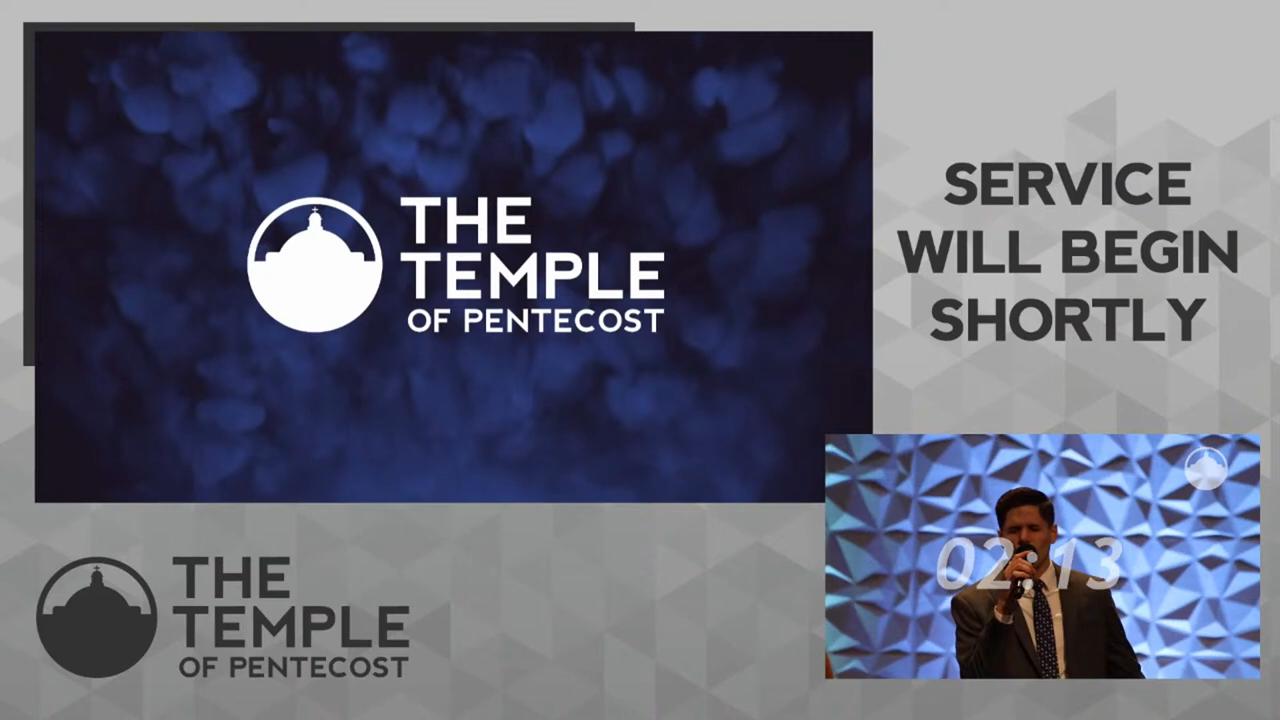 THE
TEMPLE
OF PENTECOST
SERVICE
WILL BEGIN
SHORTLY
02:13
THE
TEMPLE
OF PENTECOST